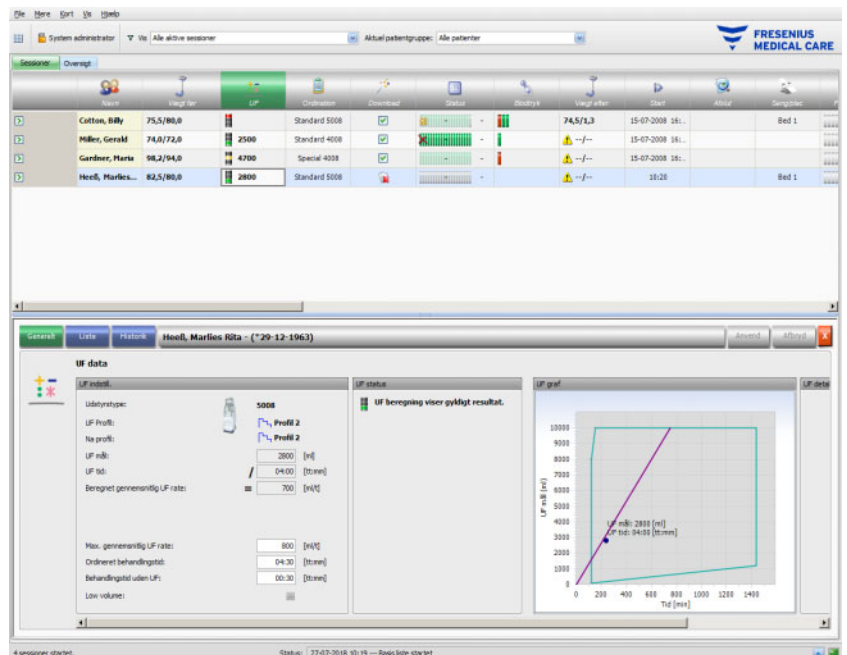 File Mere Kort Vis Hjælp
System administrator Vis Alle aktive sessioner Aktuel patientgruppe: Alle patienter
FRESENIUS
MEDICAL CARE
Sessioner Oversigt
Navn Vægt før UF Ordination Download Status Blodtryk Vægt efter Start Afslut Sengeplads
Cotton, Billy 75,5/80,0 Standard 5008 - - 74,5/1,3 15-07-2008 16:.. Bed 1
Miller, Gerald 74,0/72,0 2500 Standard 4008 - - --/-- 15-07-2008 16:..
Gardner, Maria 98,2/94,0 4700 Special 4008 - - --/-- 15-07-2008 16:..
Heeß, Marlies... 82,5/80,0 2800 Standard 5008 - - --/-- 10:20 Bed 1
Generelt Liste Historik Heeß, Marlies Rita - (*29-12-1963) Anvend Afbryd X
UF data
UF indstil. UF status UF graf UF detal
Udstyrstype: 5008
UF beregning viser gyldigt resultat.
UF Profil: Profil 2
Na profil: Profil 2
UF mål: 2800 [ml]
UF tid: / 04:00 [tt:mm]
Beregnet gennemsnitlig UF rate: = 700 [ml/t]
Max. gennemsnitlig UF rate: 800 [ml/t]
Ordineret behandlingstid: 04:30 [tt:mm]
Behandlingstid uden UF: 00:30 [tt:mm]
Low volume:
UF mål (ml)
10000
9000
8000
7000
6000
5000
4000
3000
2000
1000
0
UF mål: 2800 [ml]
UF tid: 04:00 [tt:mm]
0 200 400 600 800 1000 1200 1400
Tid [min]
4 sessioner startet. Status: 27-07-2018 10:19 --- Basis liste startet